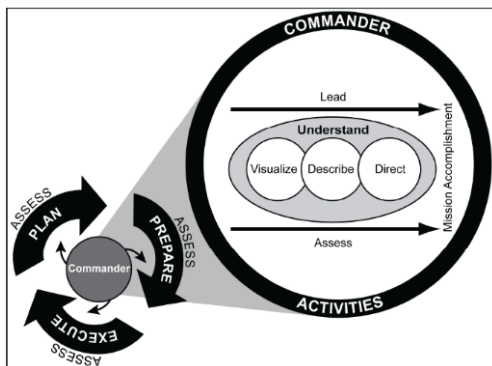 COMMANDER
Lead
Understand
Visualize
Describe
Direct
Assess
Mission Accomplishment
ACTIVITIES
ASSESS
PLAN
PREPARE
ASSESS
Commander
EXECUTE
ASSESS